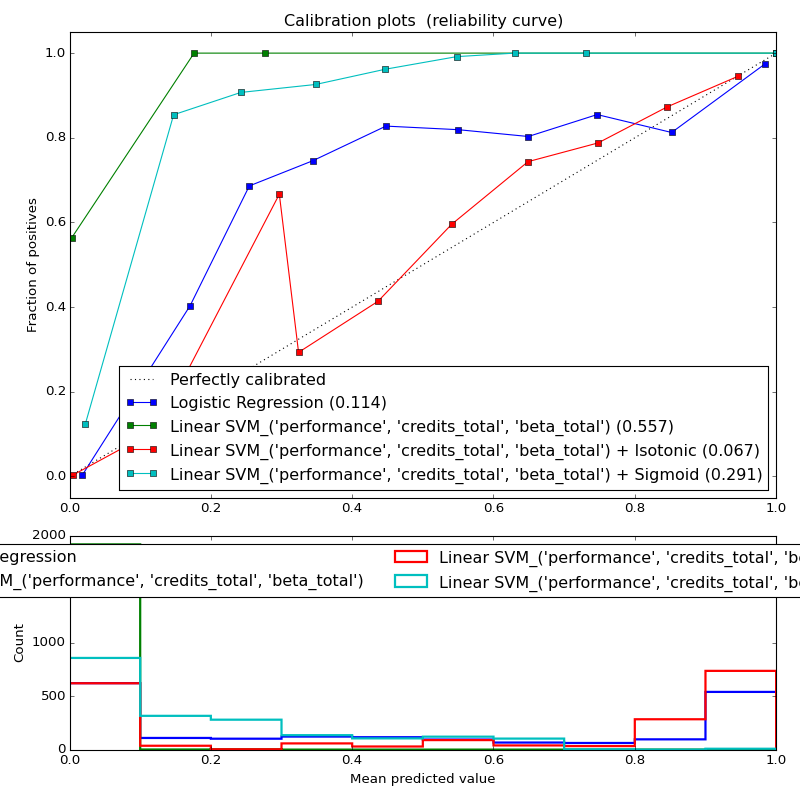 Calibration plots (reliability curve)
1.0
0.8
0.6
0.4
0.2
0.0
Fraction of positives
Perfectly calibrated
Logistic Regression (0.114)
Linear SVM_('performance', 'credits_total', 'beta_total') (0.557)
Linear SVM_('performance', 'credits_total', 'beta_total') + Isotonic (0.067)
Linear SVM_('performance', 'credits_total', 'beta_total') + Sigmoid (0.291)
0.0 0.2 0.4 0.6 0.8 1.0
2000
egression
Linear SVM_('performance', 'credits_total', 'be
M_('performance', 'credits_total', 'beta_total')
Linear SVM_('performance', 'credits_total', 'be
1000
500
0
Count
0.0 0.2 0.4 0.6 0.8 1.0
Mean predicted value